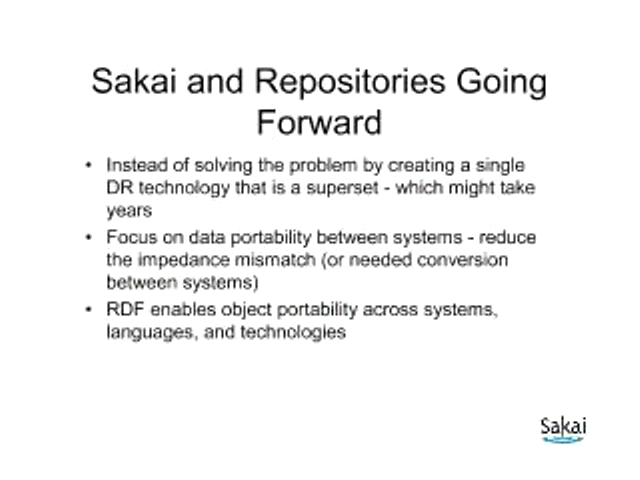 Sakai and Repositories Going
Forward
• Instead of solving the problem by creating a single
DR technology that is a superset - which might take
years
• Focus on data portability between systems - reduce
the impedance mismatch (or needed conversion
between systems)
• RDF enables object portability across systems,
languages, and technologies
Sakai